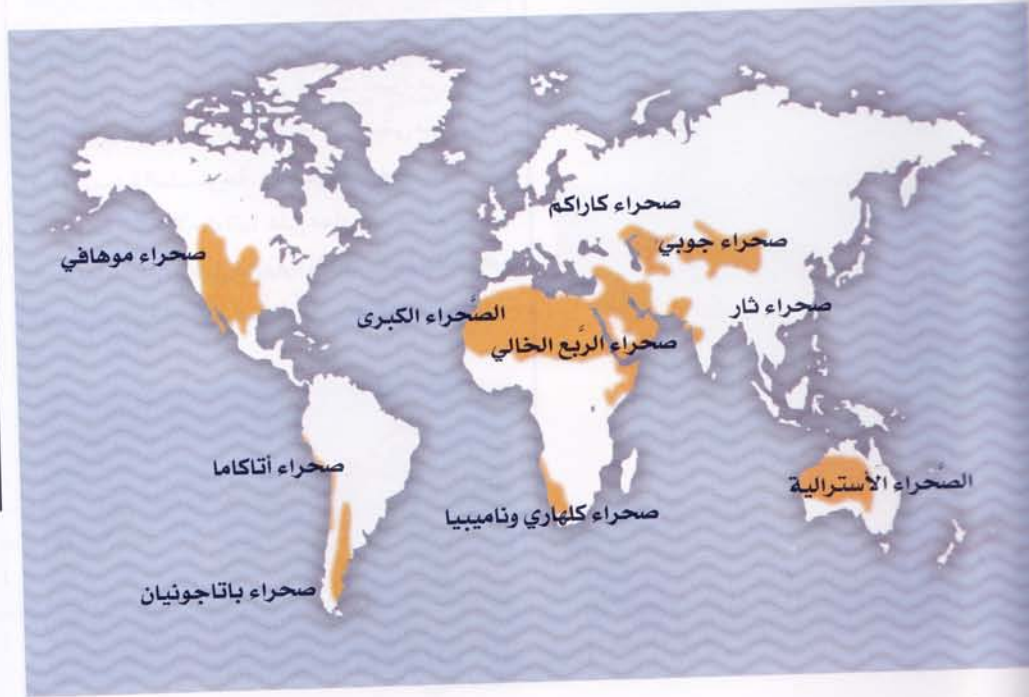 صحراء كاراكم
صحراء جوبي
صحراء موهافي
صحراء ثار
الصَّحراء الكبرى
صحراء الرَّبع الخالي
صحراء أتاكاما
الصَّحراء الأسترالية
صحراء كلهاري وناميبيا
صحراء باتاجونيان